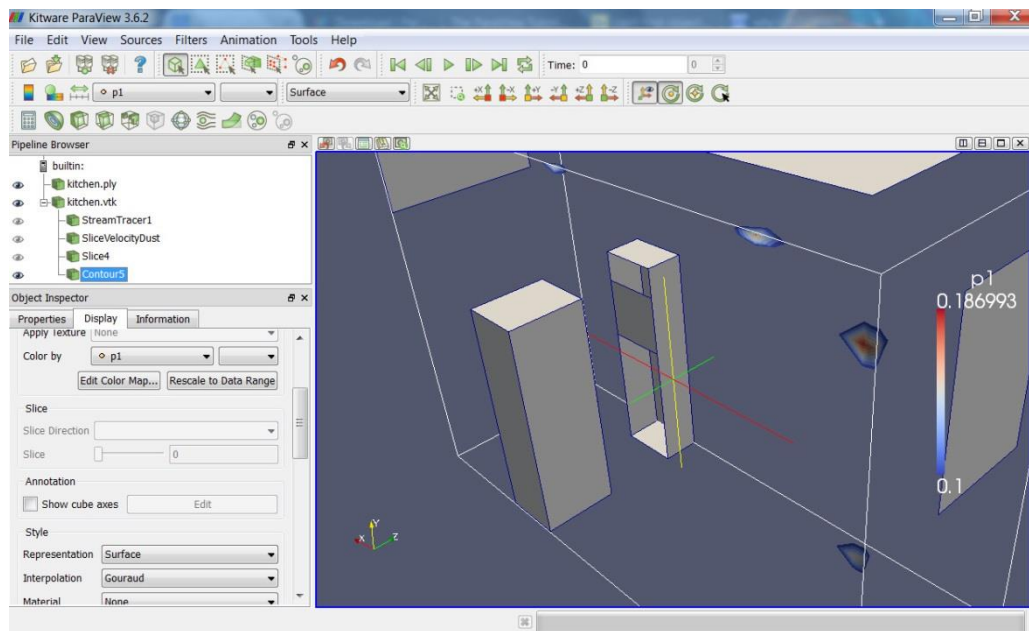 Kitware ParaView 3.6.2
File Edit View Sources Filters Animation Tools Help
Time: 0 0
p1 Surface
+X -X +Y -Y +Z -Z
Pipeline Browser
builtin:
kitchen.ply
kitchen.vtk
StreamTracer1
SliceVelocityDust
Slice4
Contour5
Object Inspector
Properties Display Information
Apply Texture None
Color by p1
Edit Color Map... Rescale to Data Range
Slice
Slice Direction
Slice 0
Annotation
Show cube axes Edit
Style
Representation Surface
Interpolation Gouraud
Material None
p1
0.186993
0.1
Y
X Z